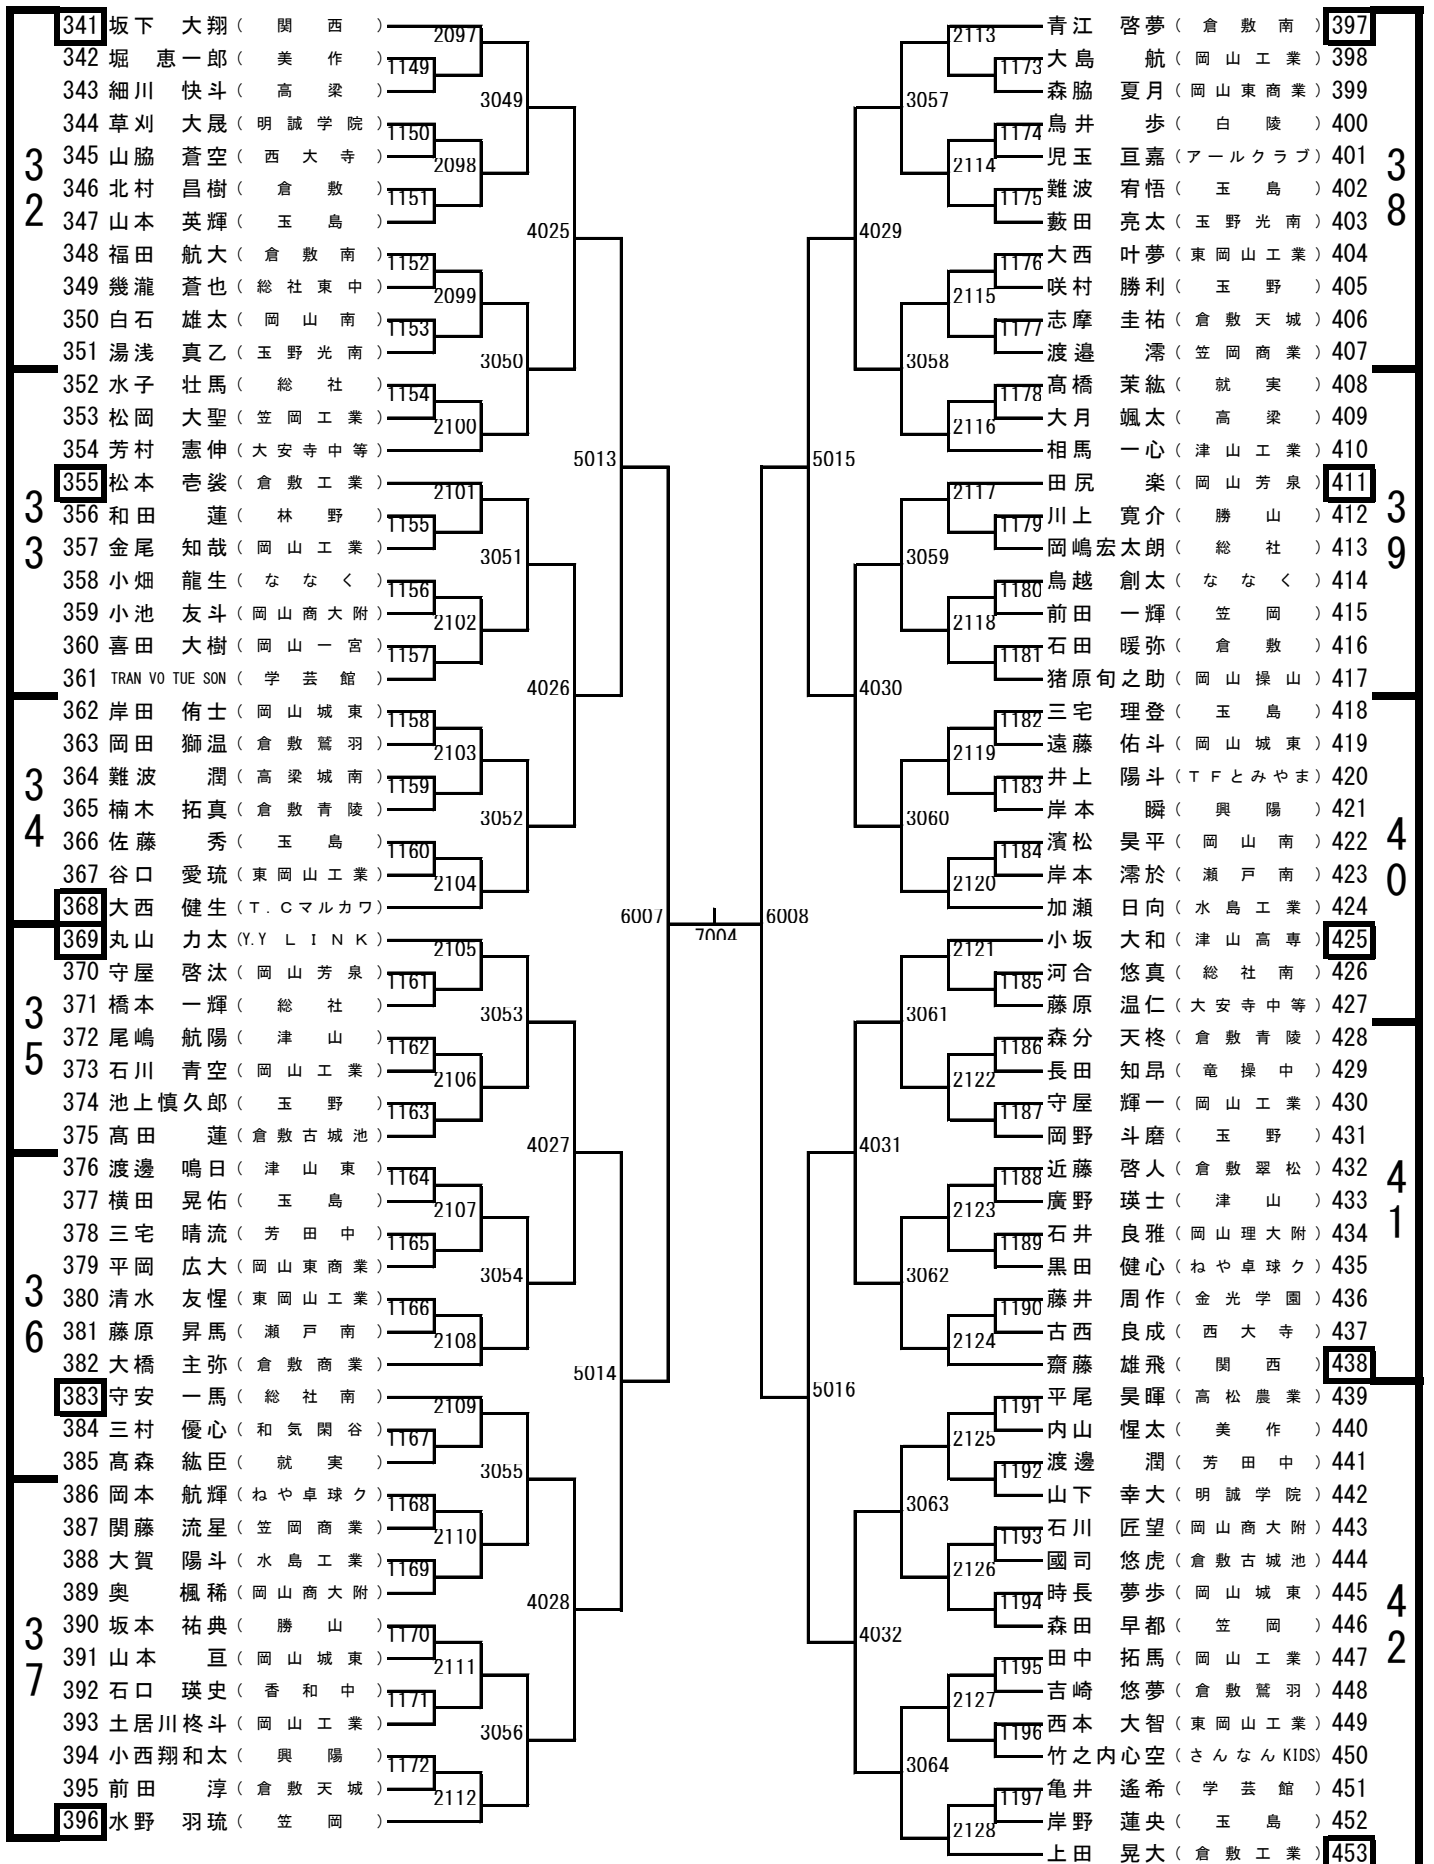 32
341 坂下 大翔 ( 関西 )
342 堀 恵一郎 ( 美作 )
343 細川 快斗 ( 高梁 )
344 草刈 大晟 ( 明誠学院 )
345 山脇 蒼空 ( 西大寺 )
346 北村 昌樹 ( 倉敷 )
347 山本 英輝 ( 玉島 )
348 福田 航大 ( 倉敷南 )
349 幾瀧 蒼也 ( 総社東中 )
350 白石 雄太 ( 岡山南 )
351 湯浅 真乙 ( 玉野光南 )
33
352 水子 壮馬 ( 総社 )
353 松岡 大聖 ( 笠岡工業 )
354 芳村 憲伸 ( 大安寺中等 )
355 松本 壱袋 ( 倉敷工業 )
356 和田 蓮 ( 林野 )
357 金尾 知哉 ( 岡山工業 )
358 小畑 龍生 ( ななく )
359 小池 友斗 ( 岡山商大附 )
360 喜田 大樹 ( 岡山一宮 )
361 TRAN VO TUE SON ( 学芸館 )
34
362 岸田 侑士 ( 岡山城東 )
363 岡田 獅温 ( 倉敷鷲羽 )
364 難波 潤 ( 高梁城南 )
365 楠木 拓真 ( 倉敷青陵 )
366 佐藤 秀 ( 玉島 )
367 谷口 愛琉 ( 東岡山工業 )
368 大西 健生 ( T.Cマルカワ )
35
369 丸山 力太 (Y.Y LINK )
370 守屋 啓汰 ( 岡山芳泉 )
371 橋本 一輝 ( 総社 )
372 尾嶋 航陽 ( 津山 )
373 石川 青空 ( 岡山工業 )
374 池上慎久郎 ( 玉野 )
375 髙田 蓮 ( 倉敷古城池 )
36
376 渡邊 鳴日 ( 津山東 )
377 横田 晃佑 ( 玉島 )
378 三宅 晴流 ( 芳田中 )
379 平岡 広大 ( 岡山東商業 )
380 清水 友惺 ( 東岡山工業 )
381 藤原 昇馬 ( 瀬戸南 )
382 大橋 主弥 ( 倉敷商業 )
383 守安 一馬 ( 総社南 )
384 三村 優心 ( 和気閑谷 )
385 髙森 紘臣 ( 就実 )
37
386 岡本 航輝 ( ねや卓球ク )
387 関藤 流星 ( 笠岡商業 )
388 大賀 陽斗 ( 水島工業 )
389 奥 楓稀 ( 岡山商大附 )
390 坂本 祐典 ( 勝山 )
391 山本 亘 ( 岡山城東 )
392 石口 瑛史 ( 香和中 )
393 土居川柊斗 ( 岡山工業 )
394 小西翔和太 ( 興陽 )
395 前田 淳 ( 倉敷天城 )
396 水野 羽琉 ( 笠岡 )
1149
1150
1151
1152
1153
1154
1155
1156
1157
1158
1159
1160
1161
1162
1163
1164
1165
1166
1167
1168
1169
1170
1171
1172
2097
2098
2099
2100
2101
2102
2103
2104
2105
2106
2107
2108
2109
2110
2111
2112
3049
3050
3051
3052
3053
3054
3055
3056
4025
4026
4027
4028
5013
5014
6007
7004
6008
5015
5016
4029
4030
4031
4032
3057
3058
3059
3060
3061
3062
3063
3064
2113
2114
2115
2116
2117
2118
2119
2120
2121
2122
2123
2124
2125
2126
2127
2128
1173
1174
1175
1176
1177
1178
1179
1180
1181
1182
1183
1184
1185
1186
1187
1188
1189
1190
1191
1192
1193
1194
1195
1196
1197
38
青江 啓夢 ( 倉敷南 ) 397
大島 航 ( 岡山工業 ) 398
森脇 夏月 ( 岡山東商業 ) 399
鳥井 歩 ( 白陵 ) 400
児玉 亘嘉 ( アールクラブ ) 401
難波 宥悟 ( 玉島 ) 402
藪田 亮太 ( 玉野光南 ) 403
大西 叶夢 ( 東岡山工業 ) 404
咲村 勝利 ( 玉野 ) 405
志摩 圭祐 ( 倉敷天城 ) 406
渡邉 澪 ( 笠岡商業 ) 407
39
髙橋 茉紘 ( 就実 ) 408
大月 颯太 ( 高梁 ) 409
相馬 一心 ( 津山工業 ) 410
田尻 楽 ( 岡山芳泉 ) 411
川上 寛介 ( 勝山 ) 412
岡嶋宏太朗 ( 総社 ) 413
鳥越 創太 ( ななく ) 414
前田 一輝 ( 笠岡 ) 415
石田 暖弥 ( 倉敷 ) 416
猪原旬之助 ( 岡山操山 ) 417
40
三宅 理登 ( 玉島 ) 418
遠藤 佑斗 ( 岡山城東 ) 419
井上 陽斗 ( TFとみやま ) 420
岸本 瞬 ( 興陽 ) 421
濱松 昊平 ( 岡山南 ) 422
岸本 澪於 ( 瀬戸南 ) 423
加瀬 日向 ( 水島工業 ) 424
小坂 大和 ( 津山高専 ) 425
河合 悠真 ( 総社南 ) 426
藤原 温仁 ( 大安寺中等 ) 427
41
森分 天柊 ( 倉敷青陵 ) 428
長田 知昂 ( 竜操中 ) 429
守屋 輝一 ( 岡山工業 ) 430
岡野 斗磨 ( 玉野 ) 431
近藤 啓人 ( 倉敷翠松 ) 432
廣野 瑛士 ( 津山 ) 433
石井 良雅 ( 岡山理大附 ) 434
黒田 健心 ( ねや卓球ク ) 435
藤井 周作 ( 金光学園 ) 436
古西 良成 ( 西大寺 ) 437
齋藤 雄飛 ( 関西 ) 438
42
平尾 昊暉 ( 高松農業 ) 439
内山 惺太 ( 美作 ) 440
渡邊 潤 ( 芳田中 ) 441
山下 幸大 ( 明誠学院 ) 442
石川 匠望 ( 岡山商大附 ) 443
國司 悠虎 ( 倉敷古城池 ) 444
時長 夢歩 ( 岡山城東 ) 445
森田 早都 ( 笠岡 ) 446
田中 拓馬 ( 岡山工業 ) 447
吉崎 悠夢 ( 倉敷鷲羽 ) 448
西本 大智 ( 東岡山工業 ) 449
竹之内心空 ( さんなんKIDS) 450
亀井 遙希 ( 学芸館 ) 451
岸野 蓮央 ( 玉島 ) 452
上田 晃大 ( 倉敷工業 ) 453